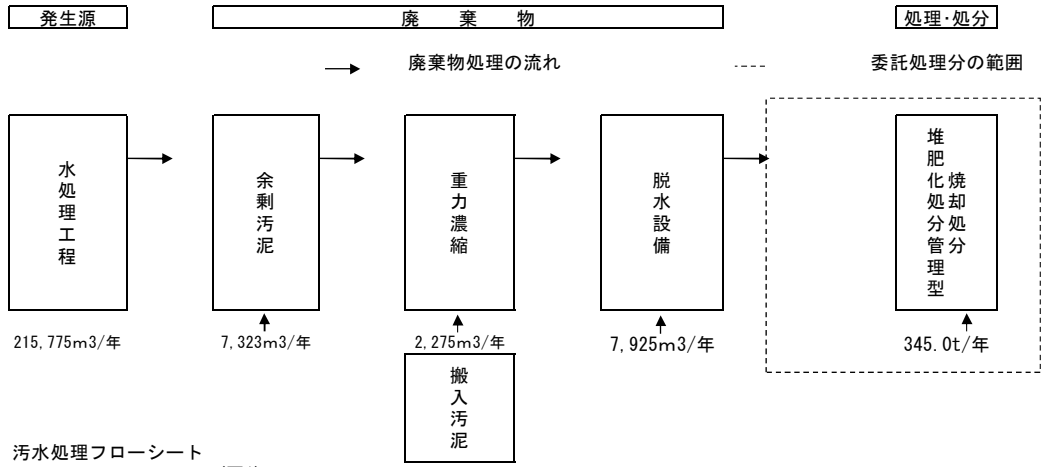 発生源
廃棄物
処理・処分
廃棄物処理の流れ
委託処理分の範囲
水処理工程
余剰汚泥
重力濃縮
脱水設備
焼却処分
堆肥化処分管理型
215,775m3/年
7,323m3/年
2,275m3/年
7,925m3/年
345.0t/年
搬入汚泥
汚水処理フローシート